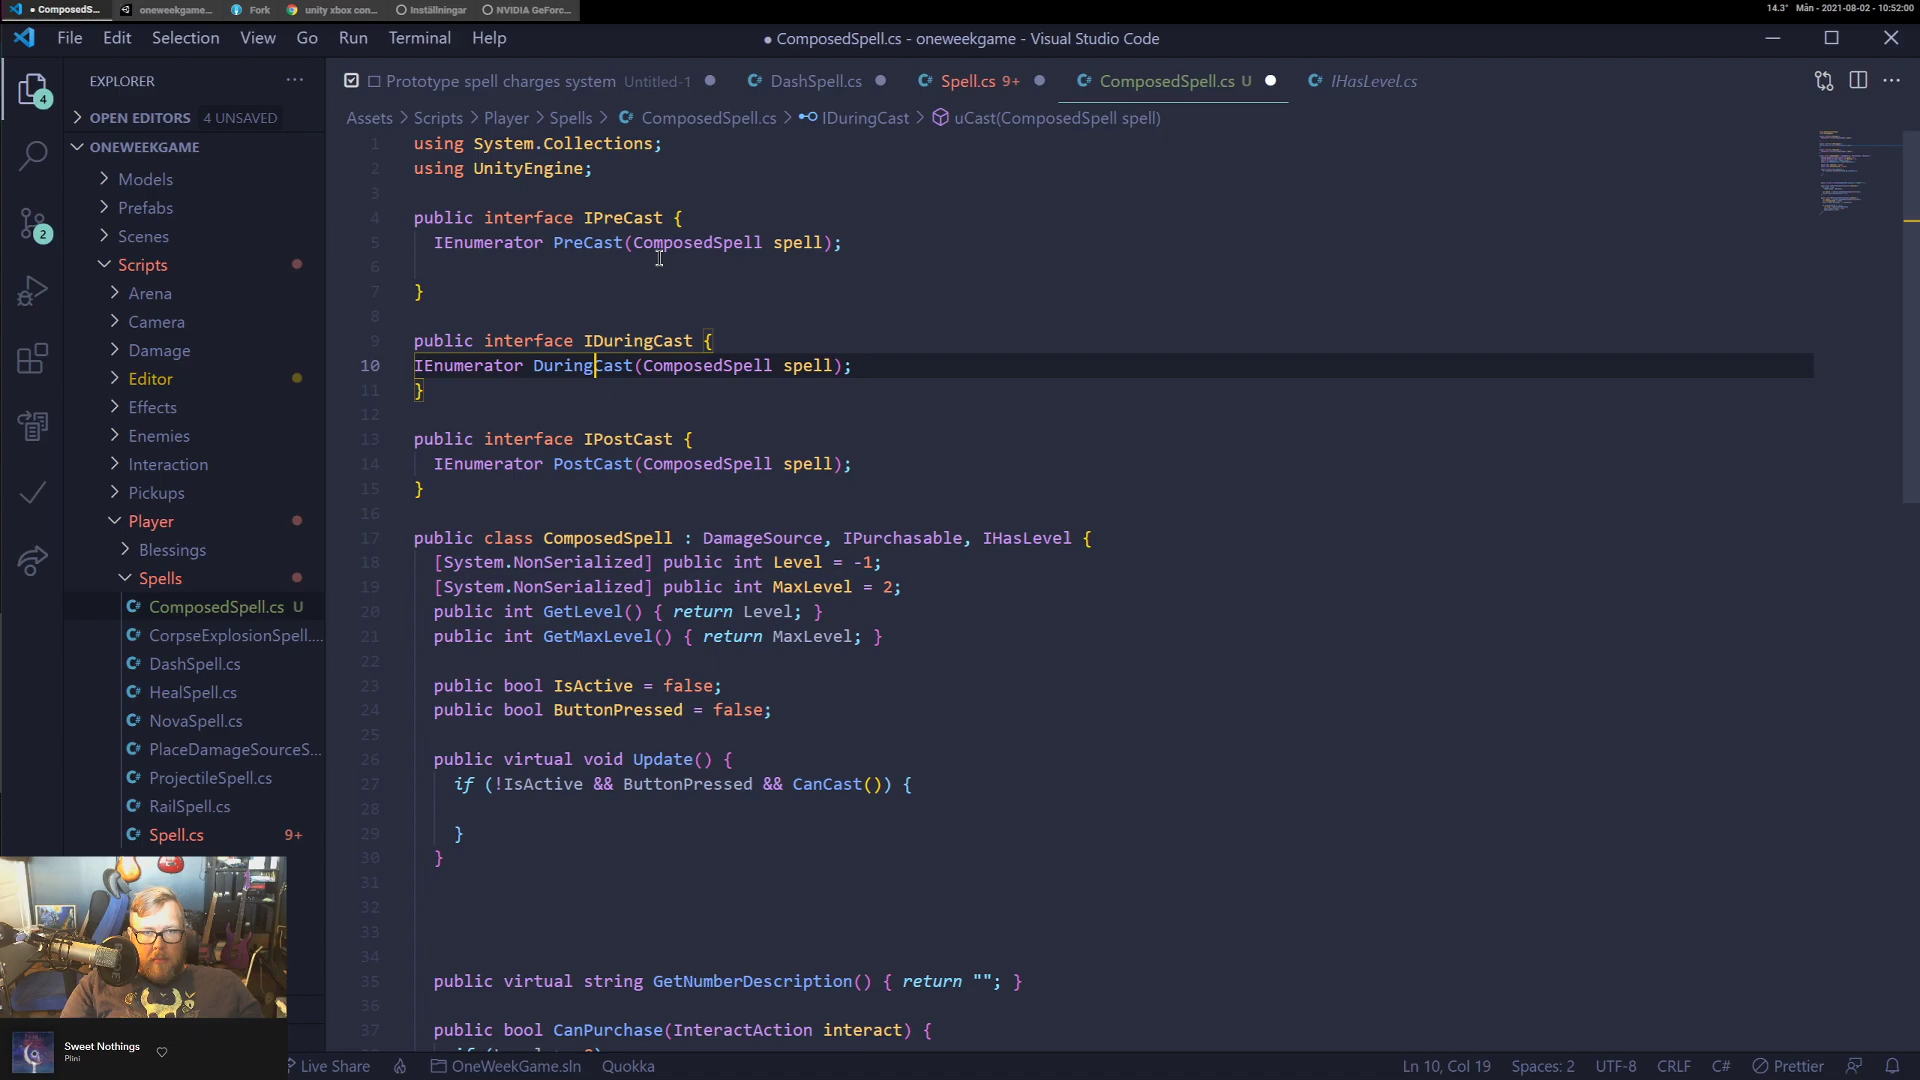 ● ComposedS...
oneweekgame...
Fork
unity xbox con...
Inställningar
NVIDIA GeForc...
14.3° Mån - 2021-08-02 - 10:52:00
File Edit Selection View Go Run Terminal Help
● ComposedSpell.cs - oneweekgame - Visual Studio Code
EXPLORER
Prototype spell charges system Untitled-1
DashSpell.cs
Spell.cs 9+
ComposedSpell.cs U
IHasLevel.cs
OPEN EDITORS 4 UNSAVED
Assets > Scripts > Player > Spells > ComposedSpell.cs > IDuringCast > uCast(ComposedSpell spell)
ONEWEEKGAME
Models
Prefabs
Scenes
Scripts
Arena
Camera
Damage
Editor
Effects
Enemies
Interaction
Pickups
Player
Blessings
Spells
ComposedSpell.cs U
CorpseExplosionSpell....
DashSpell.cs
HealSpell.cs
NovaSpell.cs
PlaceDamageSourceS...
ProjectileSpell.cs
RailSpell.cs
Spell.cs 9+
4
2
1 using System.Collections;
2 using UnityEngine;
3
4 public interface IPreCast {
5 IEnumerator PreCast(ComposedSpell spell);
6
7 }
8
9 public interface IDuringCast {
10 IEnumerator DuringCast(ComposedSpell spell);
11 }
12
13 public interface IPostCast {
14 IEnumerator PostCast(ComposedSpell spell);
15 }
16
17 public class ComposedSpell : DamageSource, IPurchasable, IHasLevel {
18 [System.NonSerialized] public int Level = -1;
19 [System.NonSerialized] public int MaxLevel = 2;
20 public int GetLevel() { return Level; }
21 public int GetMaxLevel() { return MaxLevel; }
22
23 public bool IsActive = false;
24 public bool ButtonPressed = false;
25
26 public virtual void Update() {
27 if (!IsActive && ButtonPressed && CanCast()) {
28
29 }
30 }
31
32
33
34
35 public virtual string GetNumberDescription() { return ""; }
36
37 public bool CanPurchase(InteractAction interact) {
Sweet Nothings
Plini
Live Share
OneWeekGame.sln
Quokka
Ln 10, Col 19
Spaces: 2
UTF-8
CRLF
C#
Prettier